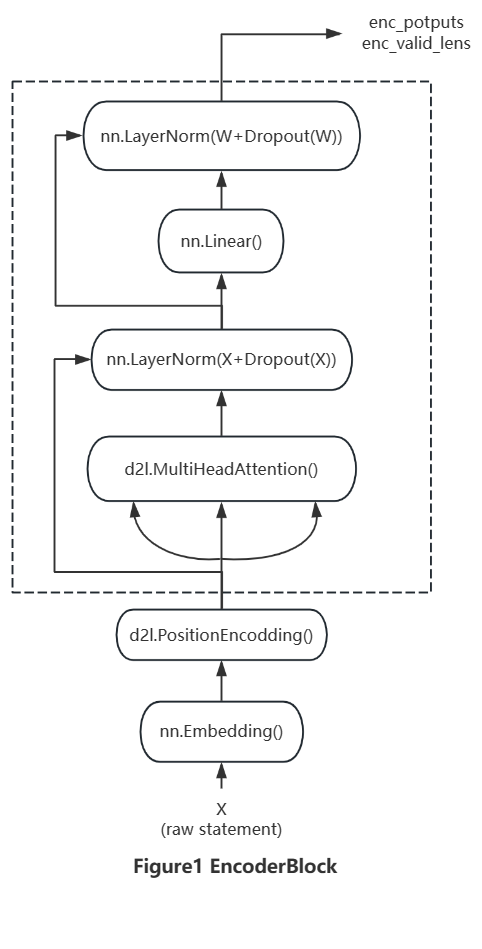 enc_potputs
enc_valid_lens
nn.LayerNorm(W+Dropout(W))
nn.Linear()
nn.LayerNorm(X+Dropout(X))
d2l.MultiHeadAttention()
d2l.PositionEncodding()
nn.Embedding()
X
(raw statement)
Figure1 EncoderBlock